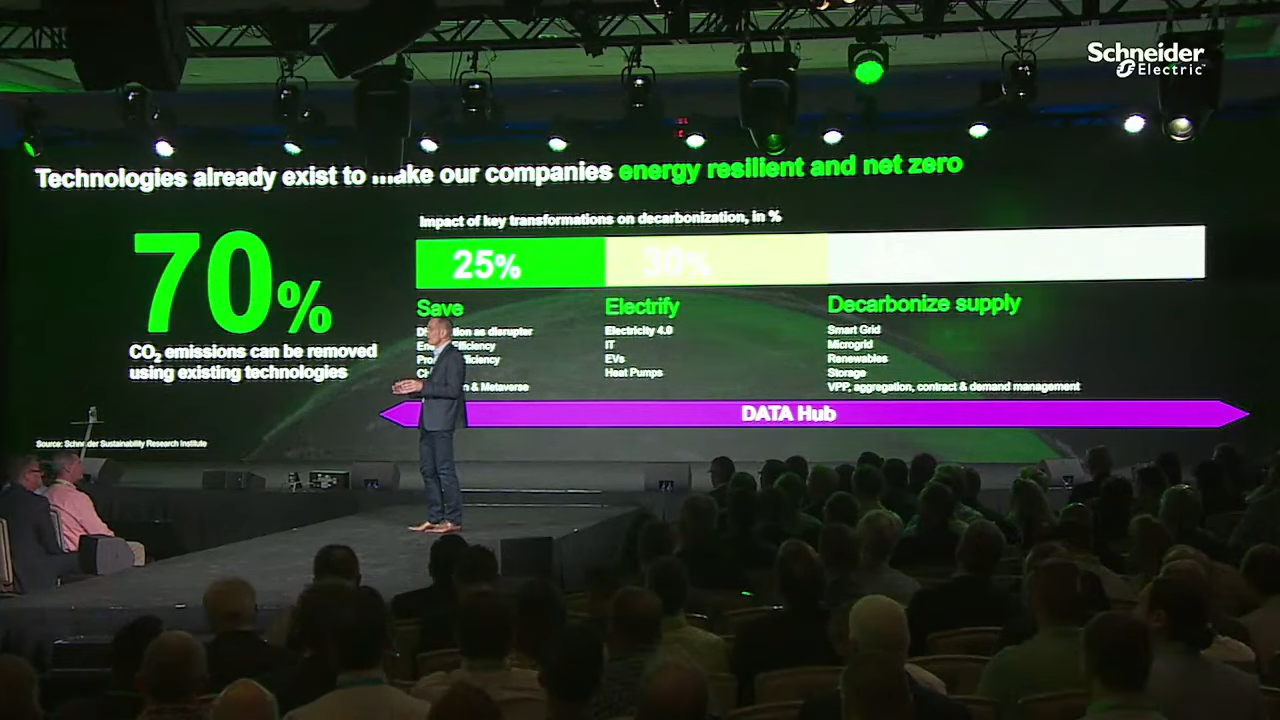 Schneider
Electric
Technologies already exist to make our companies energy resilient and net zero
Impact of key transformations on decarbonization, in %
70%
25%
30%
CO2 emissions can be removed
using existing technologies
Save
Efficiency
& Metaverse
Electrify
Electricity 4.0
IT
EVs
Heat Pumps
Decarbonize supply
Smart Grid
Microgrid
Renewables
Storage
VPP, aggregation, contract & demand management
DATA Hub
Source: Schneider Sustainability Research Institute